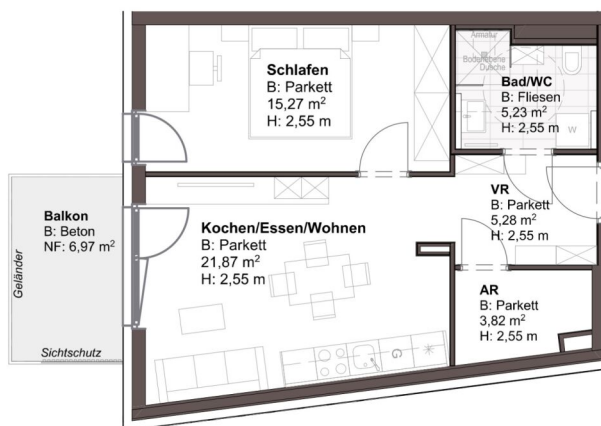 Schlafen
B: Parkett
15,27 m²
H: 2,55 m
Armatur
Bodenebene
Dusche
Bad/WC
B: Fliesen
5,23 m²
H: 2,55 m
W
Balkon
B: Beton
NF: 6,97 m²
Geländer
Sichtschutz
Kochen/Essen/Wohnen
B: Parkett
21,87 m²
H: 2,55 m
G
VR
B: Parkett
5,28 m²
H: 2,55 m
AR
B: Parkett
3,82 m²
H: 2,55 m